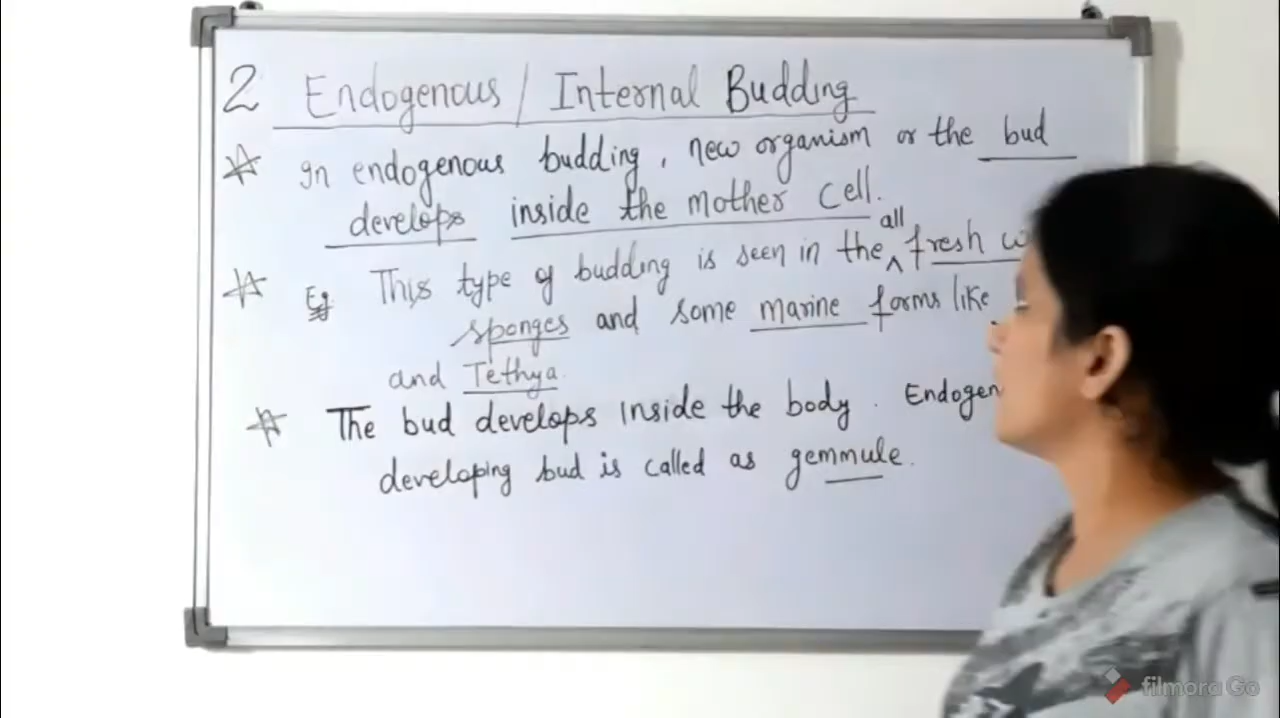 2 Endogenous / Internal Budding
In endogenous budding, new organism or the bud
develops inside the mother cell.
Eg This type of budding is seen in the all fresh
sponges and some marine forms like
and Tethya.
The bud develops inside the body. Endogen
developing bud is called as gemmule.
filmora Go